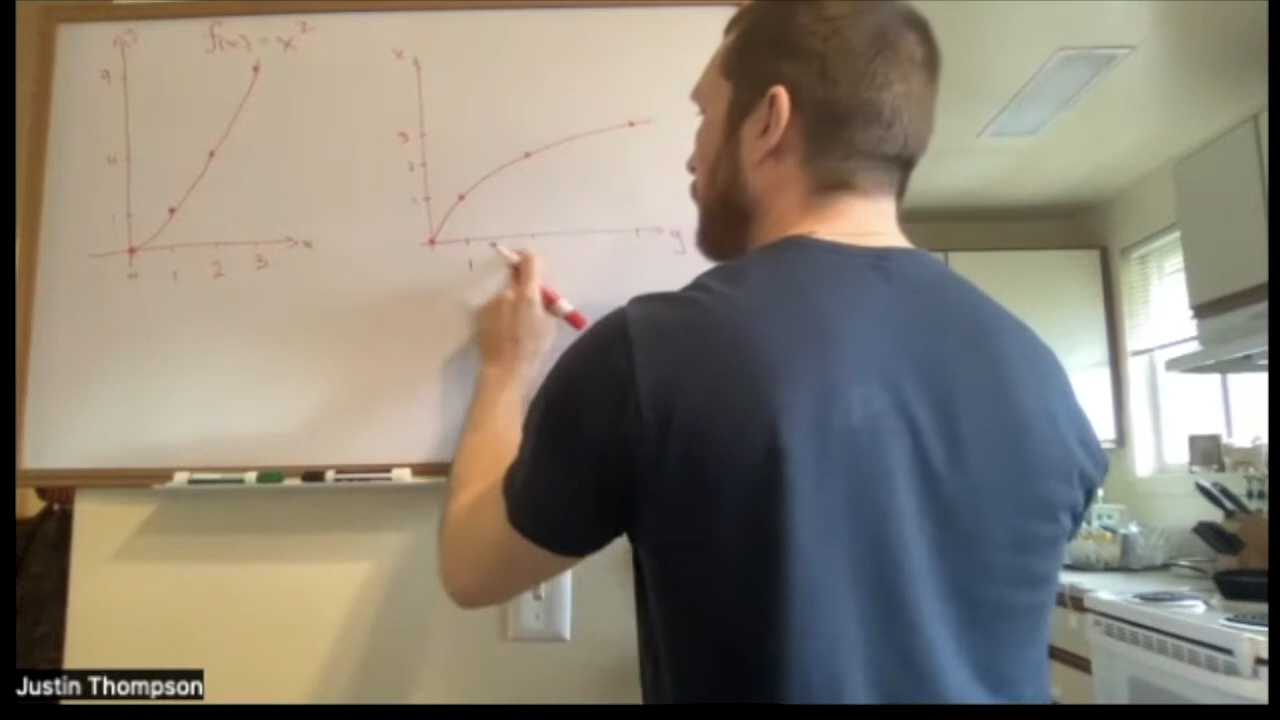 y
f(x) = x²
9
4
1
0 1 2 3 x
x
3
2
1
1
y
Justin Thompson